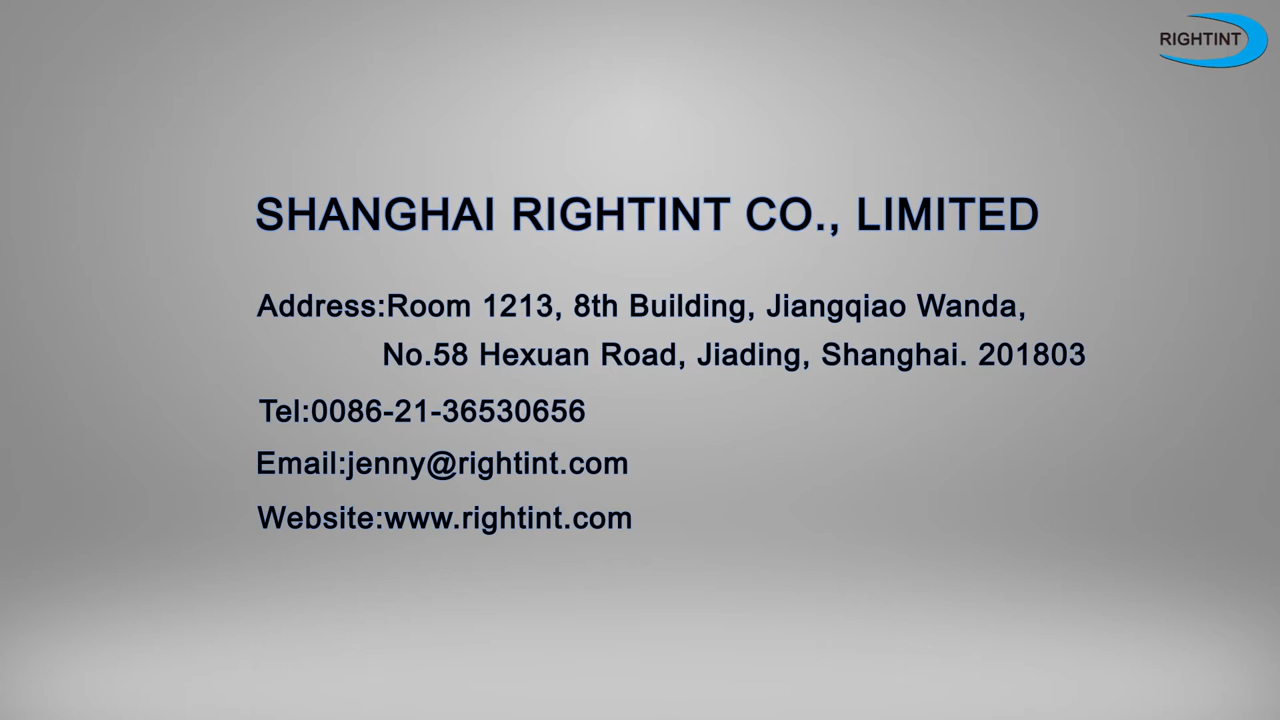 RIGHTINT
SHANGHAI RIGHTINT CO., LIMITED
Address:Room 1213, 8th Building, Jiangqiao Wanda,
No.58 Hexuan Road, Jiading, Shanghai. 201803
Tel:0086-21-36530656
Email:jenny@rightint.com
Website:www.rightint.com